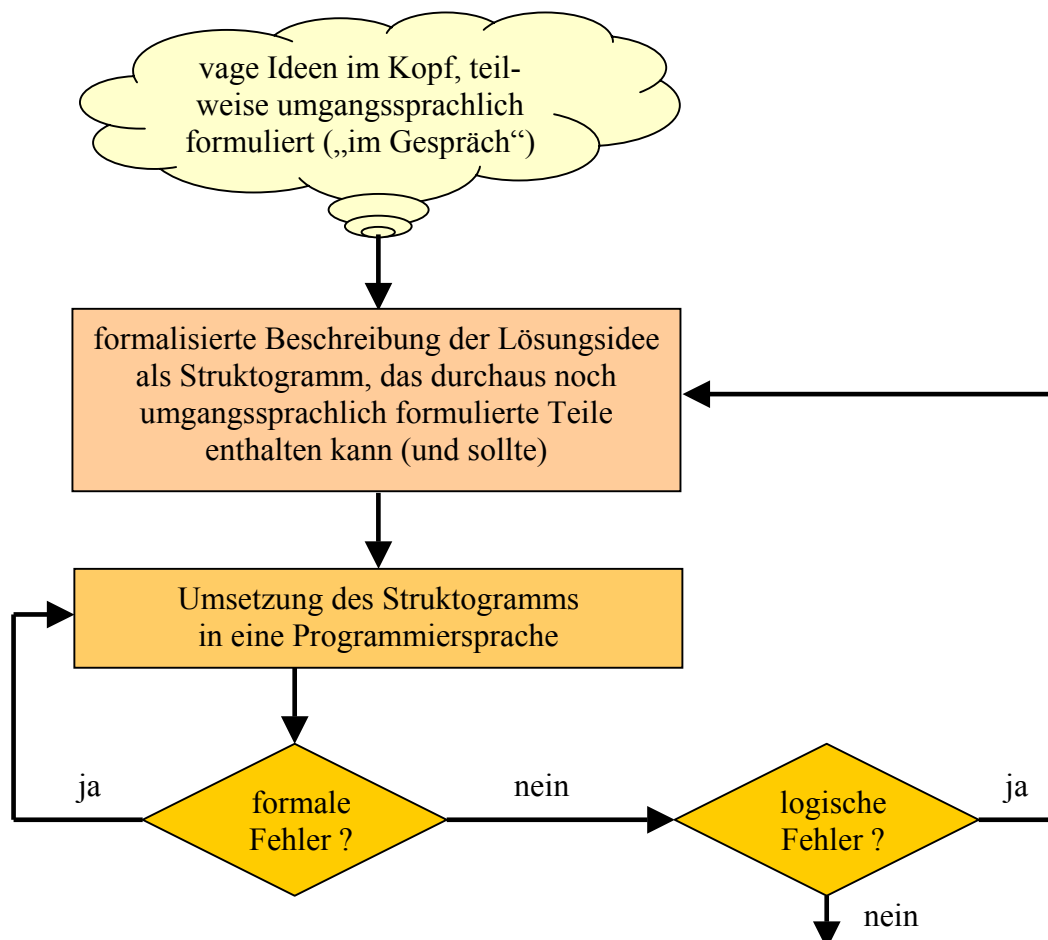 vage Ideen im Kopf, teil-
weise umgangssprachlich
formuliert („im Gespräch“)
formalisierte Beschreibung der Lösungsidee
als Struktogramm, das durchaus noch
umgangssprachlich formulierte Teile
enthalten kann (und sollte)
Umsetzung des Struktogramms
in eine Programmiersprache
ja
formale
Fehler ?
nein
logische
Fehler ?
ja
nein